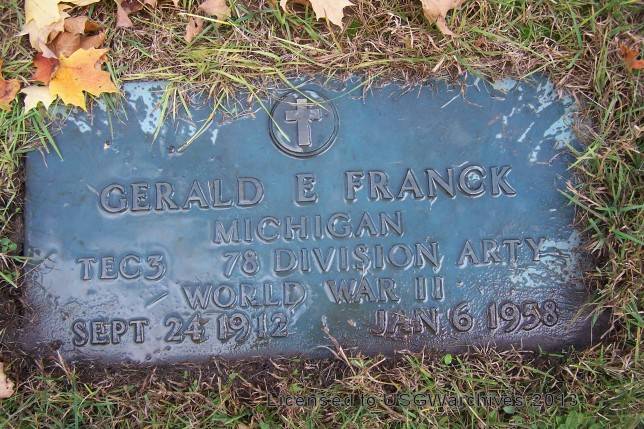 GERALD E FRANCK
MICHIGAN
TEC3 78 DIVISION ARTY
WORLD WAR II
SEPT 24 1912 JAN 6 1958
Licensed to USGWarchives 2013